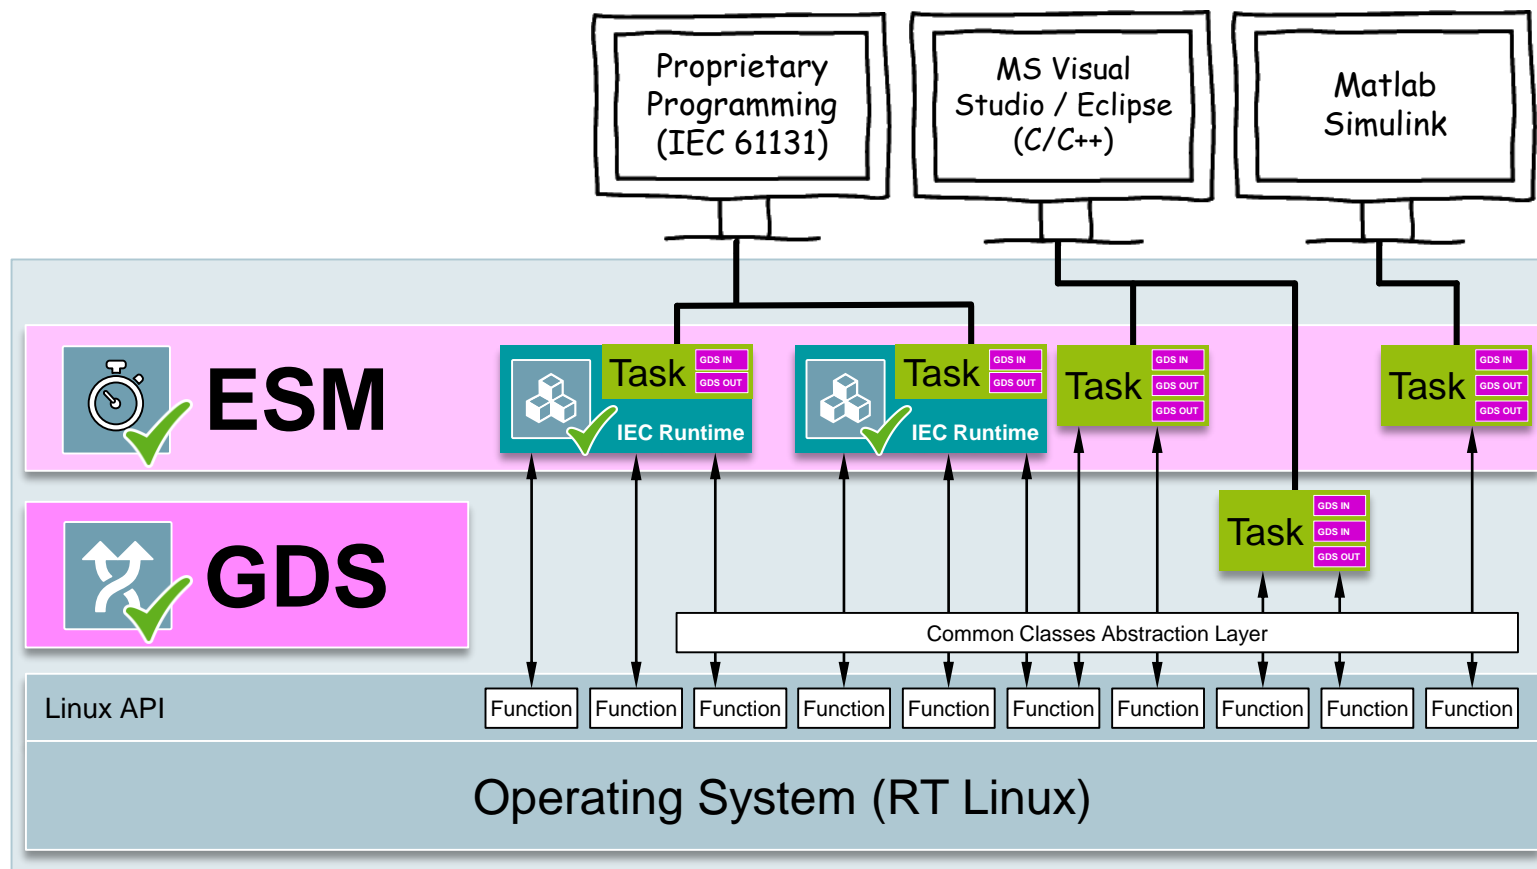 Proprietary
Programming
(IEC 61131)
MS Visual
Studio / Eclipse
(C/C++)
Matlab
Simulink
ESM
Task
GDS IN
GDS OUT
IEC Runtime
Task
GDS IN
GDS OUT
IEC Runtime
Task
GDS IN
GDS OUT
GDS OUT
Task
GDS IN
GDS OUT
GDS OUT
GDS
Task
GDS IN
GDS IN
GDS OUT
Common Classes Abstraction Layer
Linux API
Function
Function
Function
Function
Function
Function
Function
Function
Function
Function
Operating System (RT Linux)